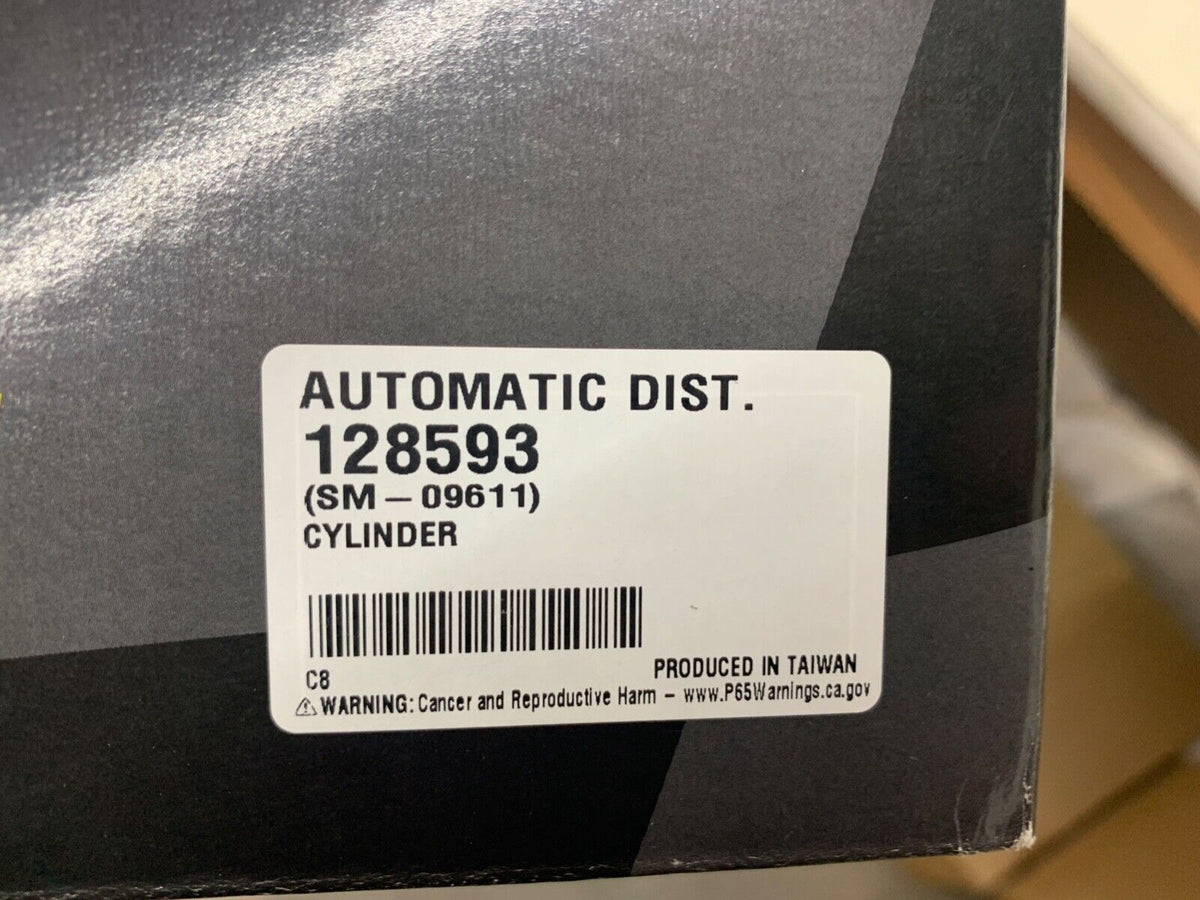 AUTOMATIC DIST.
128593
(SM – 09611)
CYLINDER
C8
PRODUCED IN TAIWAN
⚠ WARNING: Cancer and Reproductive Harm – www.P65Warnings.ca.gov